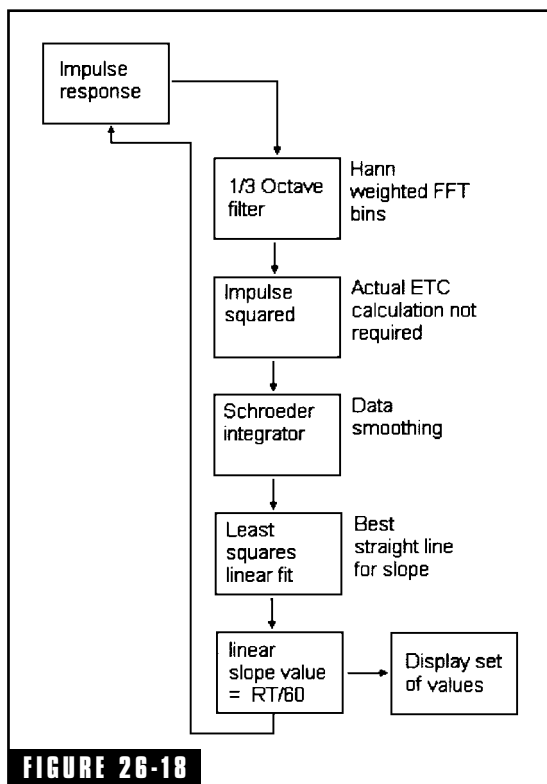 Impulse
response
1/3 Octave
filter
Hann
weighted FFT
bins
Impulse
squared
Actual ETC
calculation not
required
Schroeder
integrator
Data
smoothing
Least
squares
linear fit
Best
straight line
for slope
linear
slope value
= RT/60
Display set
of values
FIGURE 26-18